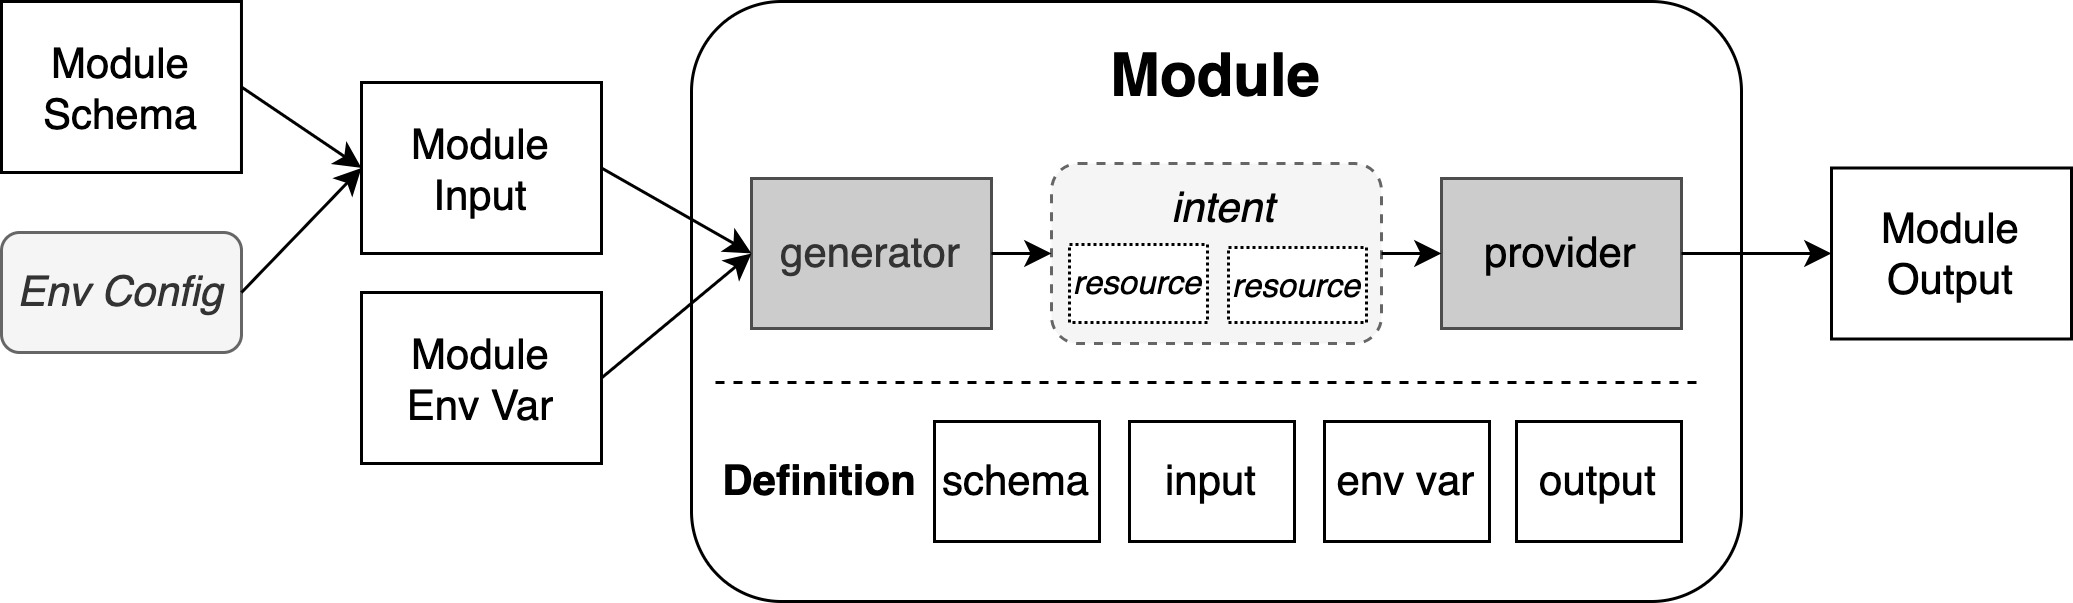 Module
Schema
Env Config
Module
Input
Module
Env Var
Module
generator
intent
resource
resource
provider
Definition
schema
input
env var
output
Module
Output